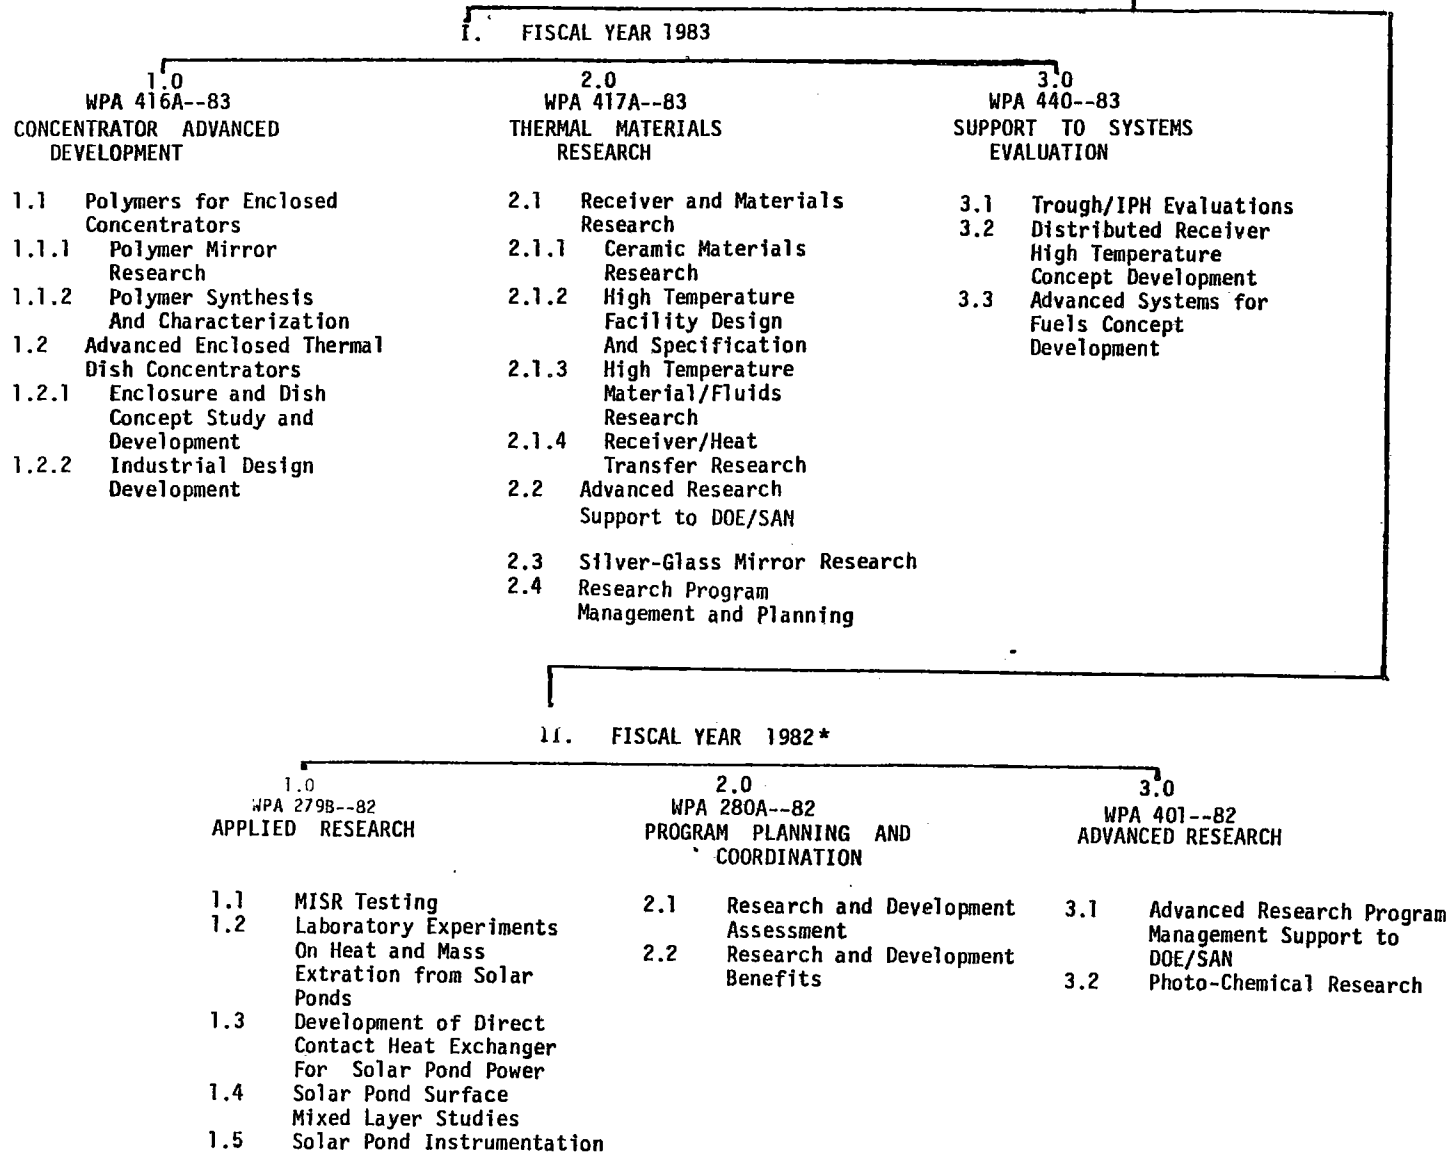 I. FISCAL YEAR 1983
1.0
WPA 416A--83
CONCENTRATOR ADVANCED
DEVELOPMENT
1.1 Polymers for Enclosed
Concentrators
1.1.1 Polymer Mirror
Research
1.1.2 Polymer Synthesis
And Characterization
1.2 Advanced Enclosed Thermal
Dish Concentrators
1.2.1 Enclosure and Dish
Concept Study and
Development
1.2.2 Industrial Design
Development
2.0
WPA 417A--83
THERMAL MATERIALS
RESEARCH
2.1 Receiver and Materials
Research
2.1.1 Ceramic Materials
Research
2.1.2 High Temperature
Facility Design
And Specification
2.1.3 High Temperature
Material/Fluids
Research
2.1.4 Receiver/Heat
Transfer Research
2.2 Advanced Research
Support to DOE/SAN
2.3 Silver-Glass Mirror Research
2.4 Research Program
Management and Planning
3.0
WPA 440--83
SUPPORT TO SYSTEMS
EVALUATION
3.1 Trough/IPH Evaluations
3.2 Distributed Receiver
High Temperature
Concept Development
3.3 Advanced Systems for
Fuels Concept
Development
II. FISCAL YEAR 1982*
1.0
WPA 279B--82
APPLIED RESEARCH
1.1 MISR Testing
1.2 Laboratory Experiments
On Heat and Mass
Extration from Solar
Ponds
1.3 Development of Direct
Contact Heat Exchanger
For Solar Pond Power
1.4 Solar Pond Surface
Mixed Layer Studies
1.5 Solar Pond Instrumentation
2.0
WPA 280A--82
PROGRAM PLANNING AND
COORDINATION
2.1 Research and Development
Assessment
2.2 Research and Development
Benefits
3.0
WPA 401--82
ADVANCED RESEARCH
3.1 Advanced Research Program
Management Support to
DOE/SAN
3.2 Photo-Chemical Research